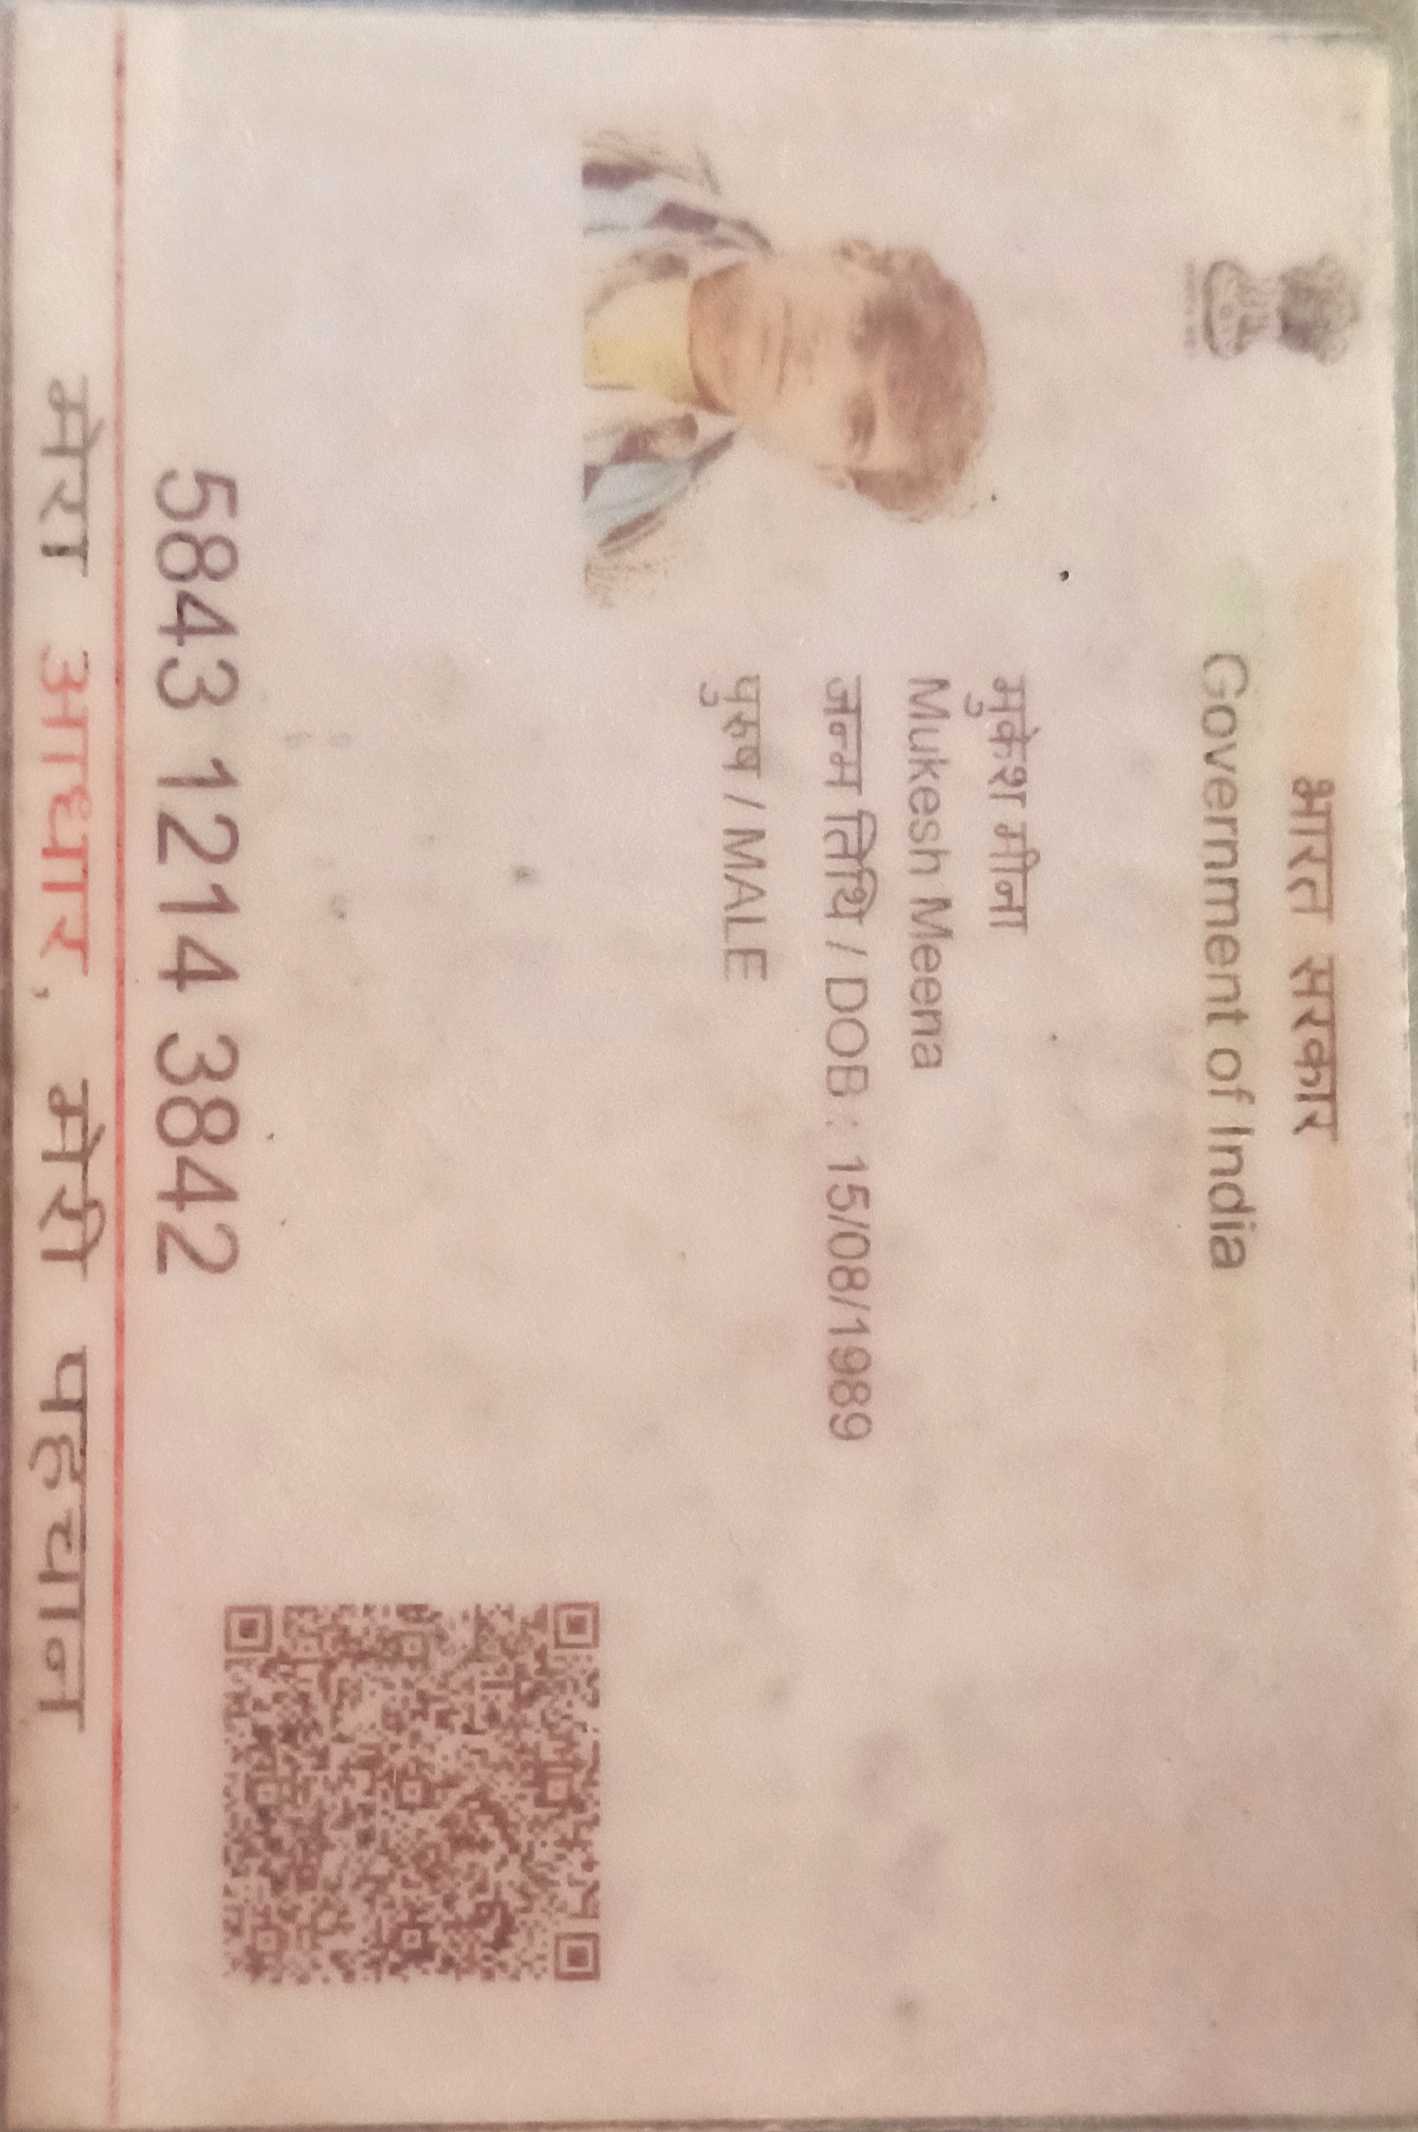 भारत सरकार
Government of India
मुकेश मीना
Mukesh Meena
जन्म तिथि / DOB : 15/08/1989
पुरुष / MALE
5843 1214 3842
मेरा आधार, मेरी पहचान